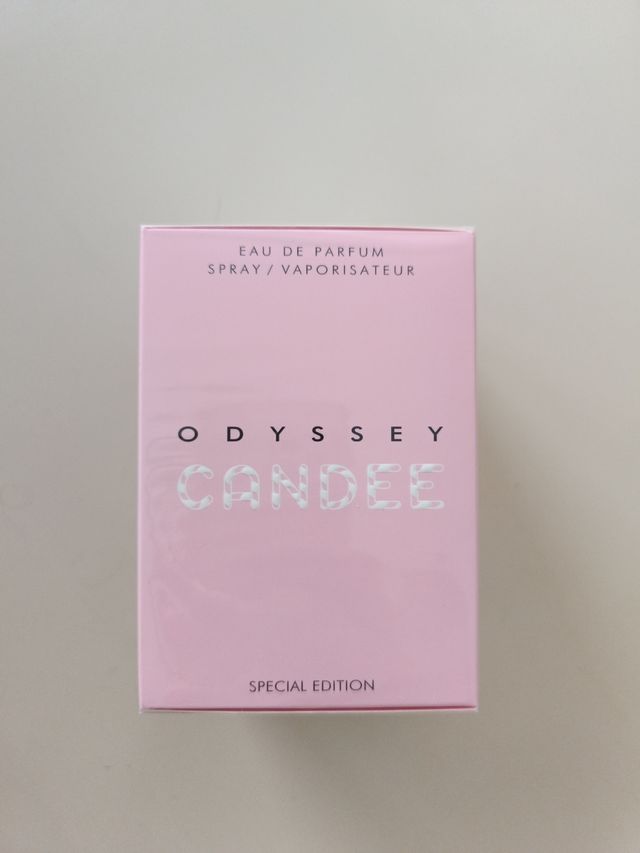 EAU DE PARFUM
SPRAY / VAPORISATEUR
ODYSSEY
CANDEE
SPECIAL EDITION